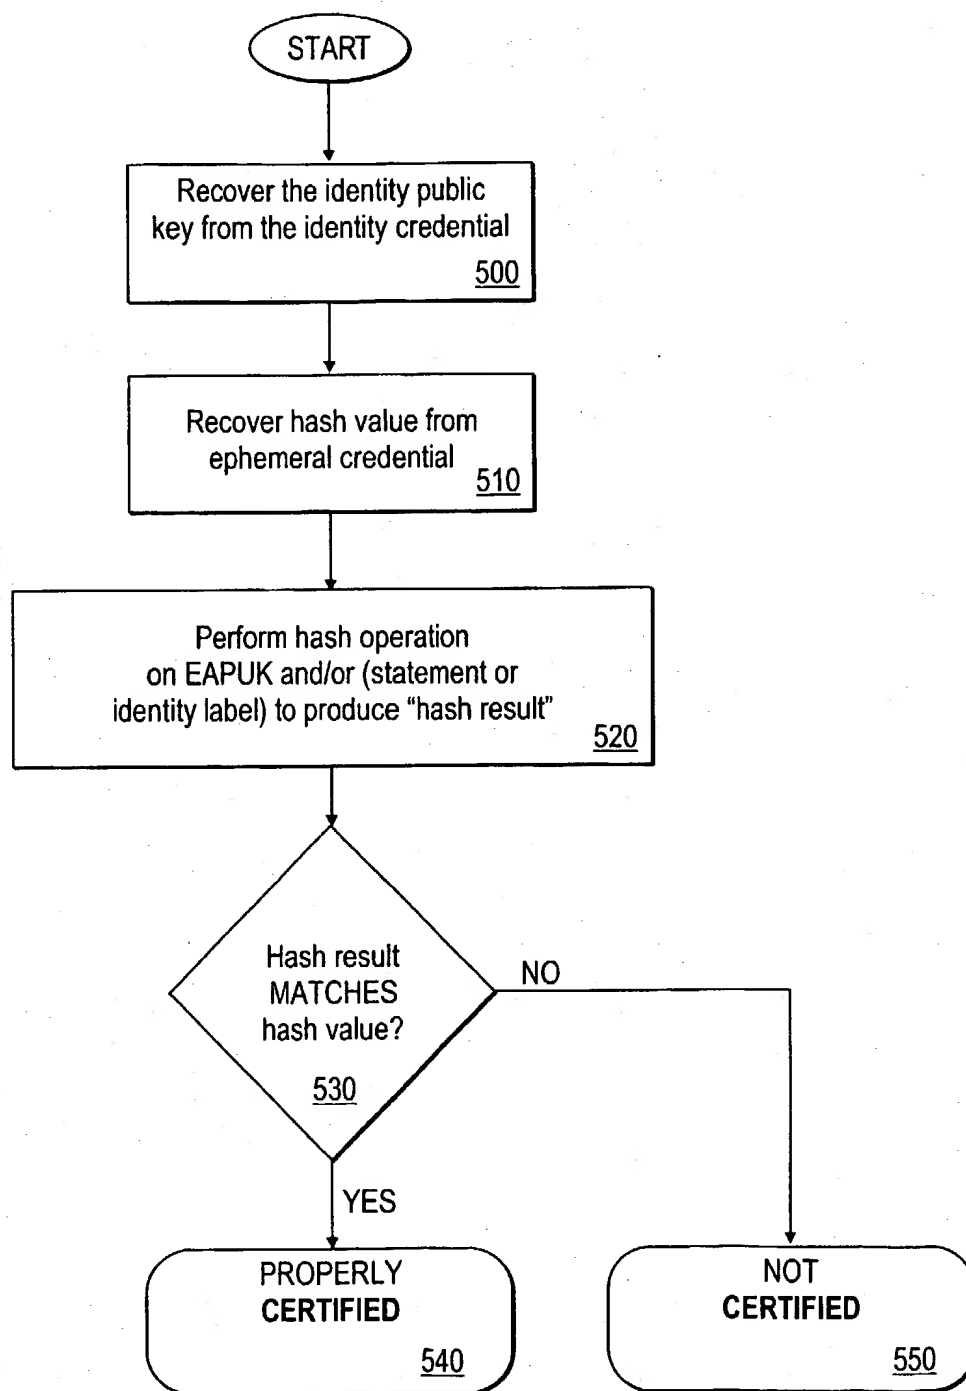 START
Recover the identity public
key from the identity credential
500
Recover hash value from
ephemeral credential
510
Perform hash operation
on EAPUK and/or (statement or
identity label) to produce “hash result”
520
Hash result
MATCHES
hash value?
530
NO
YES
PROPERLY
CERTIFIED
540
NOT
CERTIFIED
550